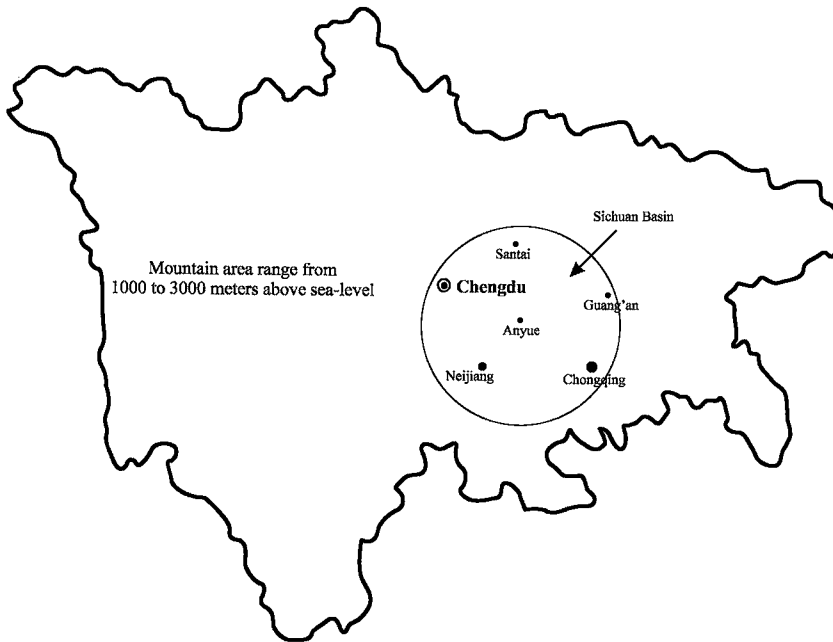 Sichuan Basin
Santai
Mountain area range from
1000 to 3000 meters above sea-level
Chengdu
Guang'an
Anyue
Neijiang
Chongqing